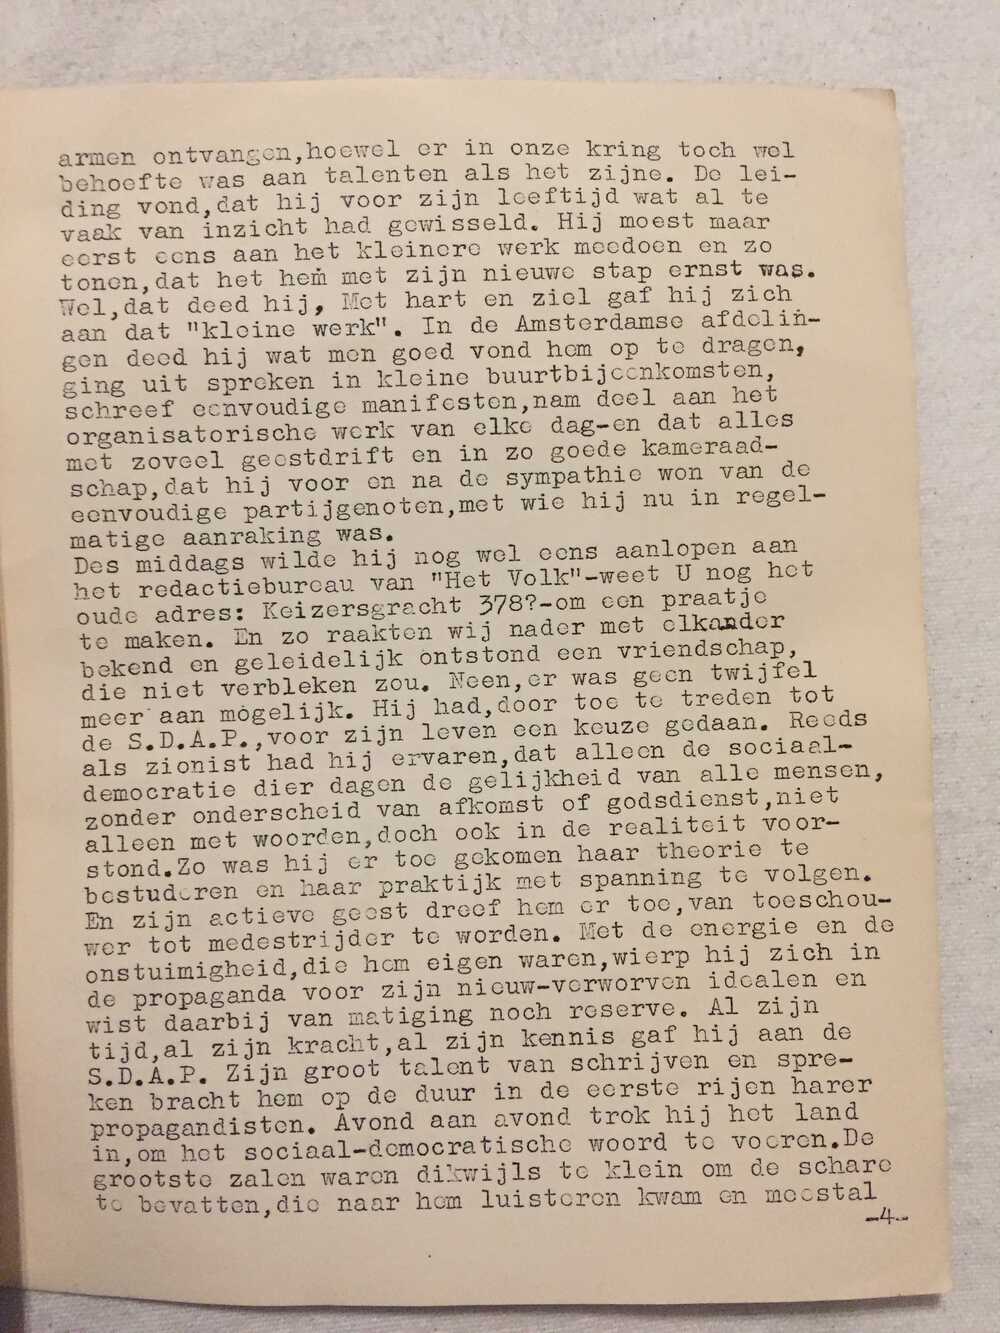 armen ontvangen,hoewel er in onze kring toch wel
behoefte was aan talenten als het zijne. De lei-
ding vond,dat hij voor zijn leeftijd wat al te
vaak van inzicht had gewisseld. Hij moest maar
eerst eens aan het kleinere werk meedoen en zo
tonen,dat het hem met zijn nieuwe stap ernst was.
Wel,dat deed hij, Met hart en ziel gaf hij zich
aan dat "kleine werk". In de Amsterdamse afdelin-
gen deed hij wat men goed vond hem op te dragen,
ging uit spreken in kleine buurtbijeenkomsten,
schreef eenvoudige manifesten,nam deel aan het
organisatorische werk van elke dag-en dat alles
met zoveel geestdrift en in zo goede kameraad-
schap,dat hij voor en na de sympathie won van de
eenvoudige partijgenoten,met wie hij nu in regel-
matige aanraking was.
Des middags wilde hij nog wel eens aanlopen aan
het redactiebureau van "Het Volk"-weet U nog het
oude adres: Keizersgracht 378?-om een praatje
te maken. En zo raakten wij nader met elkander
bekend en geleidelijk ontstond een vriendschap,
die niet verbleken zou. Neen,er was geen twijfel
meer aan mogelijk. Hij had,door toe te treden tot
de S.D.A.P.,voor zijn leven een keuze gedaan. Reeds
als zionist had hij ervaren,dat alleen de sociaal-
democratie dier dagen de gelijkheid van alle mensen,
zonder onderscheid van afkomst of godsdienst,niet
alleen met woorden,doch ook in de realiteit voor-
stond.Zo was hij er toe gekomen haar theorie te
bestuderen en haar praktijk met spanning te volgen.
En zijn actieve geest dreef hem er toe,van toeschou-
wer tot medestrijder te worden. Met de energie en de
onstuimigheid,die hem eigen waren,wierp hij zich in
de propaganda voor zijn nieuw-verworven idealen en
wist daarbij van matiging noch reserve. Al zijn
tijd,al zijn kracht,al zijn kennis gaf hij aan de
S.D.A.P. Zijn groot talent van schrijven en spre-
ken bracht hem op de duur in de eerste rijen harer
propagandisten. Avond aan avond trok hij het land
in,om het sociaal-democratische woord te voeren.De
grootste zalen waren dikwijls te klein om de schare
te bevatten,die naar hem luisteren kwam en meestal
-4-